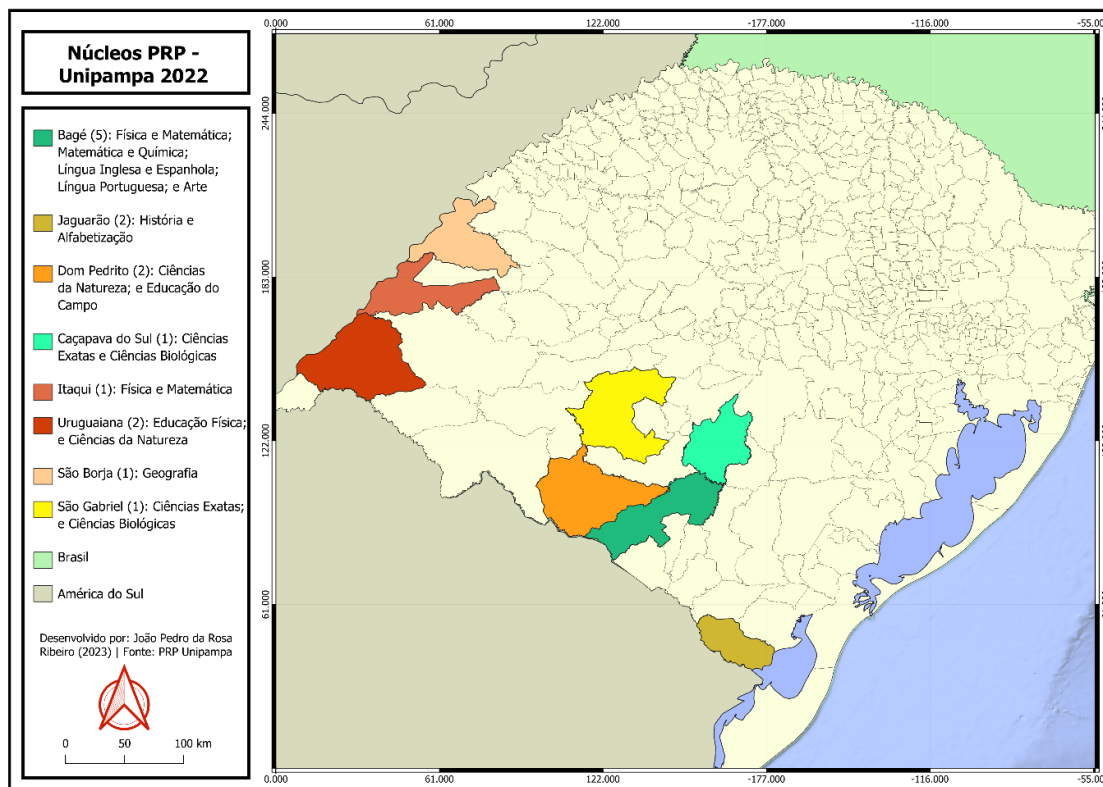 0.000
61.000
122.000
-177.000
-116.000
-55.00
Núcleos PRP -
Unipampa 2022
Bagé (5): Física e Matemática;
Matemática e Química;
Língua Inglesa e Espanhola;
Língua Portuguesa; e Arte
Jaguarão (2): História e
Alfabetização
Dom Pedrito (2): Ciências
da Natureza; e Educação do
Campo
Caçapava do Sul (1): Ciências
Exatas e Ciências Biológicas
Itaqui (1): Física e Matemática
Uruguaiana (2): Educação Física;
e Ciências da Natureza
São Borja (1): Geografia
São Gabriel (1): Ciências Exatas;
e Ciências Biológicas
Brasil
América do Sul
Desenvolvido por: João Pedro da Rosa
Ribeiro (2023) | Fonte: PRP Unipampa
0
50
100 km
244.000
183.000
122.000
61.000
0.000
61.000
122.000
-177.000
-116.000
-55.00